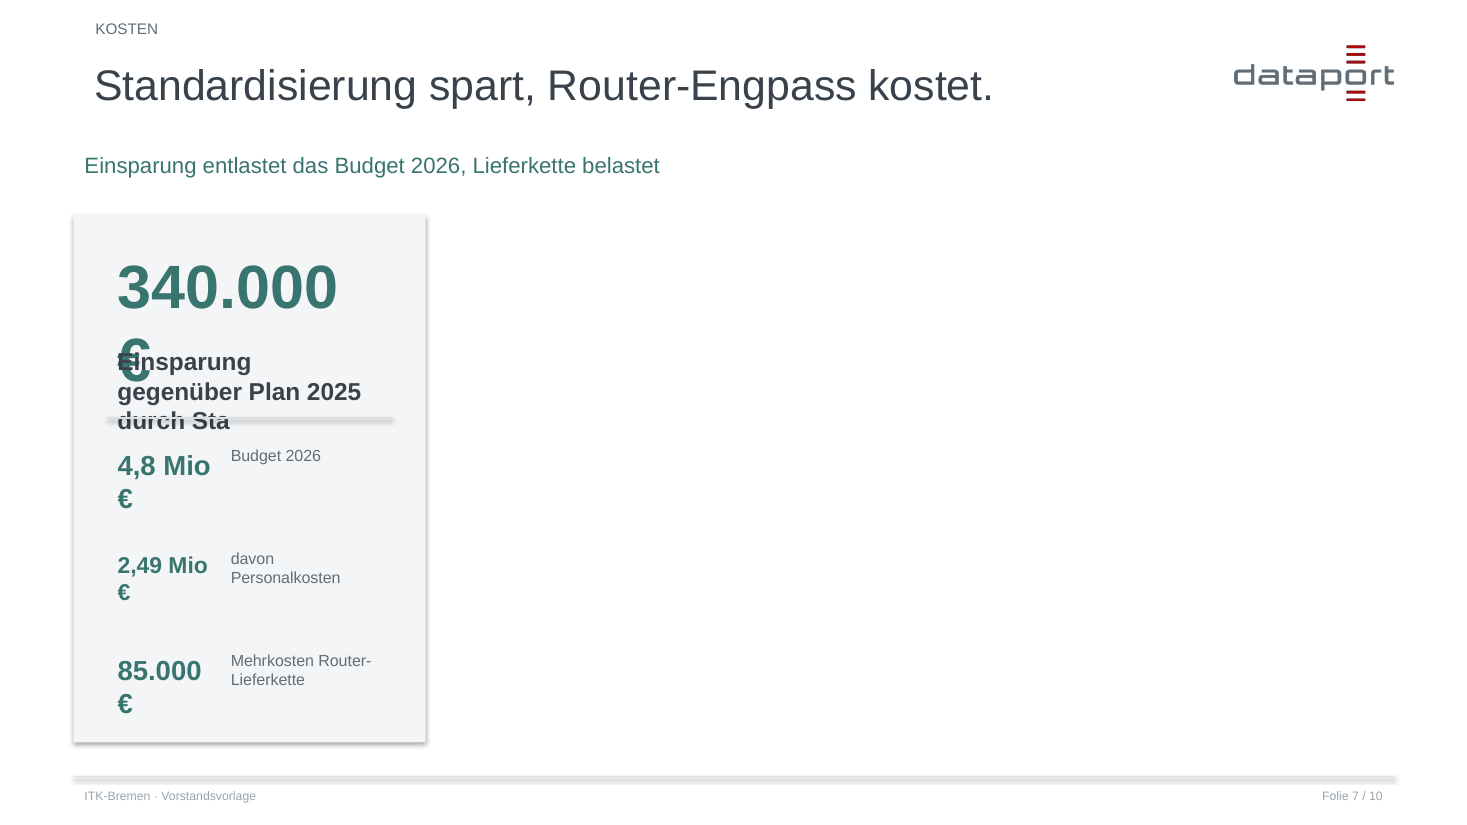 KOSTEN
Standardisierung spart, Router-Engpass kostet.
dataport
Einsparung entlastet das Budget 2026, Lieferkette belastet
340.000
€
Einsparung
gegenüber Plan 2025
durch Sta
4,8 Mio
€
Budget 2026
2,49 Mio
€
davon
Personalkosten
85.000
€
Mehrkosten Router-
Lieferkette
ITK-Bremen · Vorstandsvorlage
Folie 7 / 10